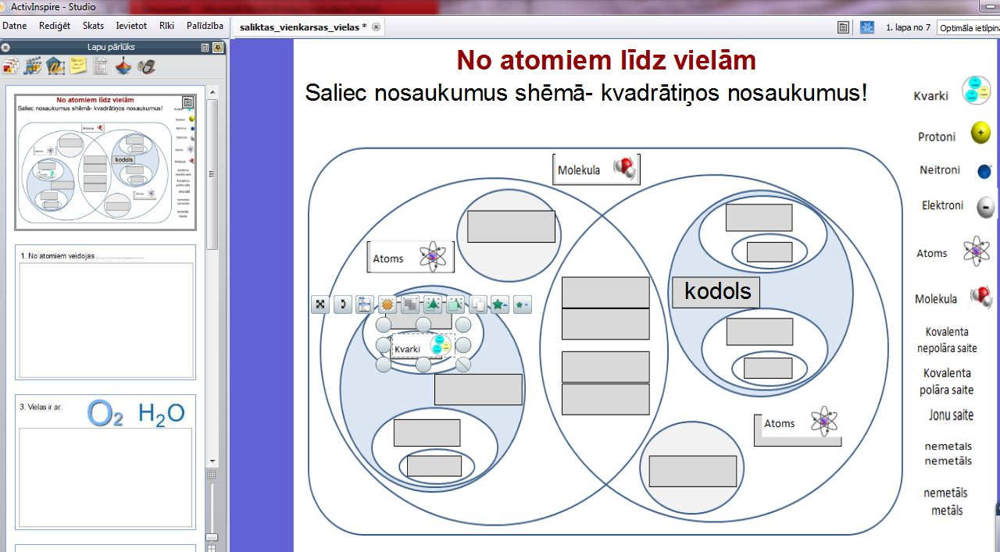 ActivInspire - Studio
Datne Rediģēt Skats Ievietot Rīki Palīdzība
saliktas_vienkarsas_vielas *
1. lapa no 7
Optimāla ietilpin
Lapu pārlūks
No atomiem līdz vielām
Saliec nosaukumus shēmā- kvadrātiņos nosaukumus!
Molekula
Atoms
kodols
Kvarki
Atoms
Kvarki
Protoni
Neitroni
Elektroni
Atoms
Molekula
Kovalenta
nepolāra saite
Kovalenta
polāra saite
Jonu saite
nemetals
nemetāls
nemetāls
metāls
No atomiem līdz vielām
Saliec nosaukumus shēmā- kvadrātiņos nosaukumus!
Molekula
kodols
1. No atomiem veidojas ........................
3. Vielas ir ar:
O2 H2O